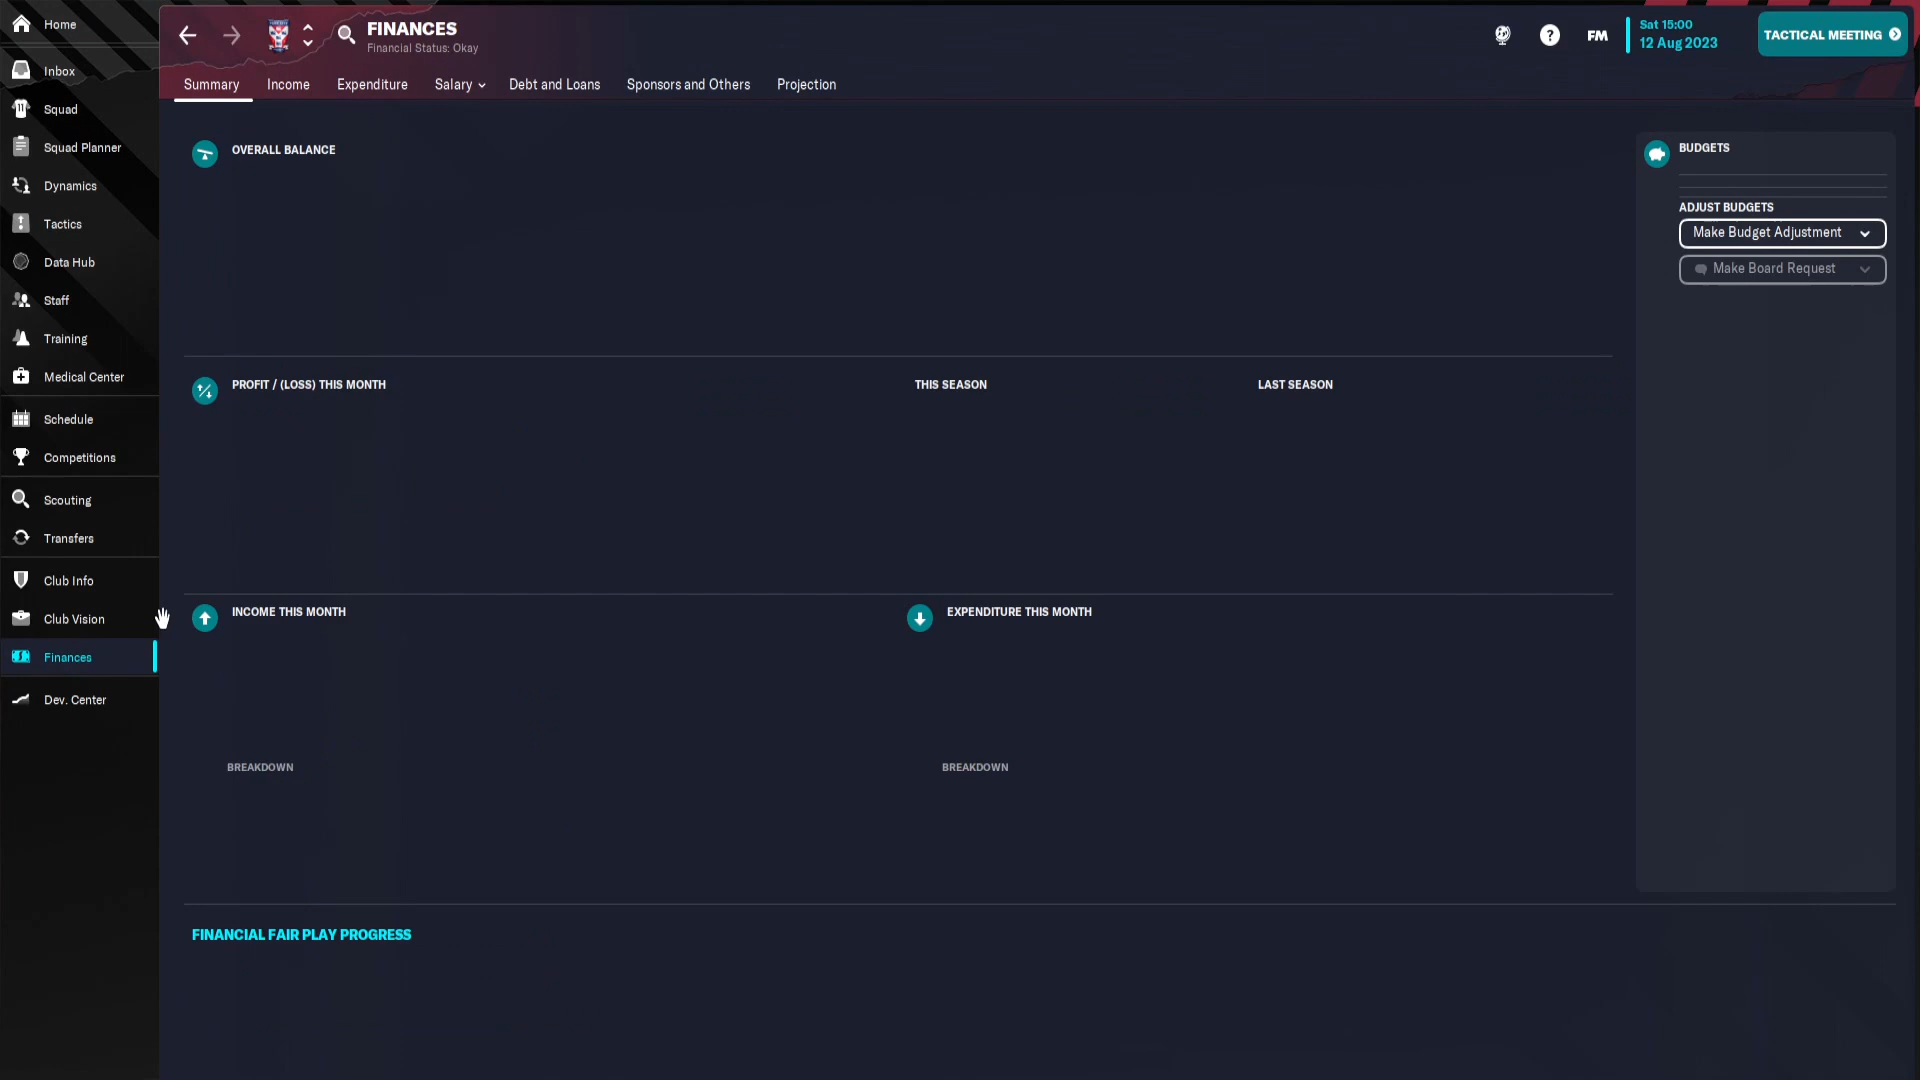 Home
Inbox
Squad
Squad Planner
Dynamics
Tactics
Data Hub
Staff
Training
Medical Center
Schedule
Competitions
Scouting
Transfers
Club Info
Club Vision
Finances
Dev. Center
FINANCES
Financial Status: Okay
FM
Sat 15:00
12 Aug 2023
TACTICAL MEETING
Summary Income Expenditure Salary Debt and Loans Sponsors and Others Projection
OVERALL BALANCE
PROFIT / (LOSS) THIS MONTH THIS SEASON LAST SEASON
INCOME THIS MONTH EXPENDITURE THIS MONTH
BREAKDOWN BREAKDOWN
FINANCIAL FAIR PLAY PROGRESS
BUDGETS
ADJUST BUDGETS
Make Budget Adjustment
Make Board Request